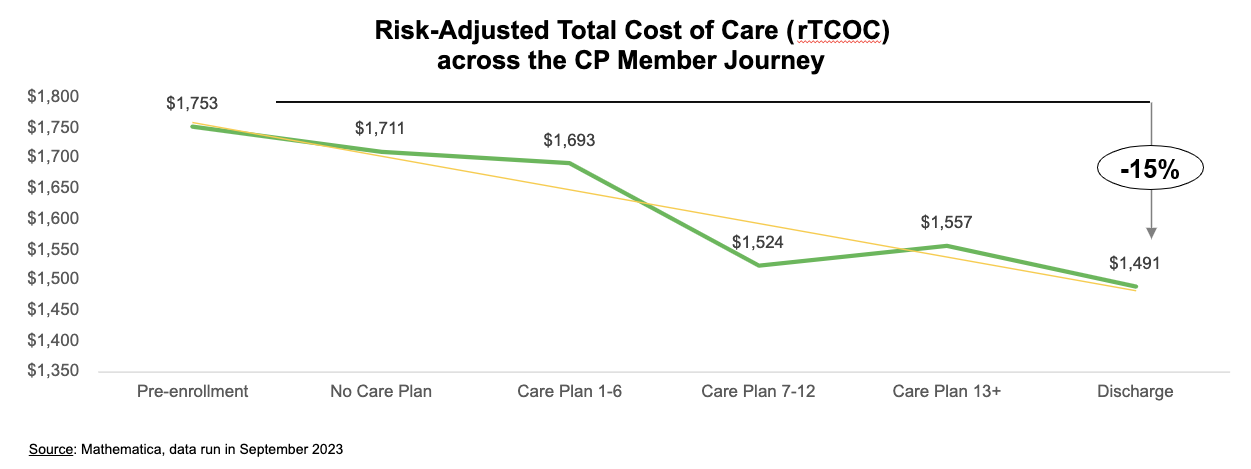 Risk-Adjusted Total Cost of Care (rTCOC)
across the CP Member Journey
$1,800
$1,750
$1,700
$1,650
$1,600
$1,550
$1,500
$1,450
$1,400
$1,350
$1,753
$1,711
$1,693
$1,524
$1,557
$1,491
-15%
Pre-enrollment
No Care Plan
Care Plan 1-6
Care Plan 7-12
Care Plan 13+
Discharge
Source: Mathematica, data run in September 2023